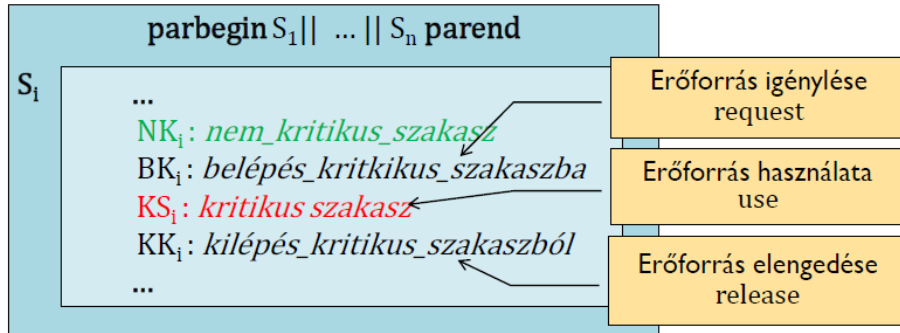 parbegin S₁|| ... || Sₙ parend
Sᵢ
...
NKᵢ: nem_kritikus_szakasz
BKᵢ: belépés_kritkikus_szakaszba
KSᵢ: kritikus szakasz
KKᵢ: kilépés_kritikus_szakaszból
...
Erőforrás igénylése
request
Erőforrás használata
use
Erőforrás elengedése
release